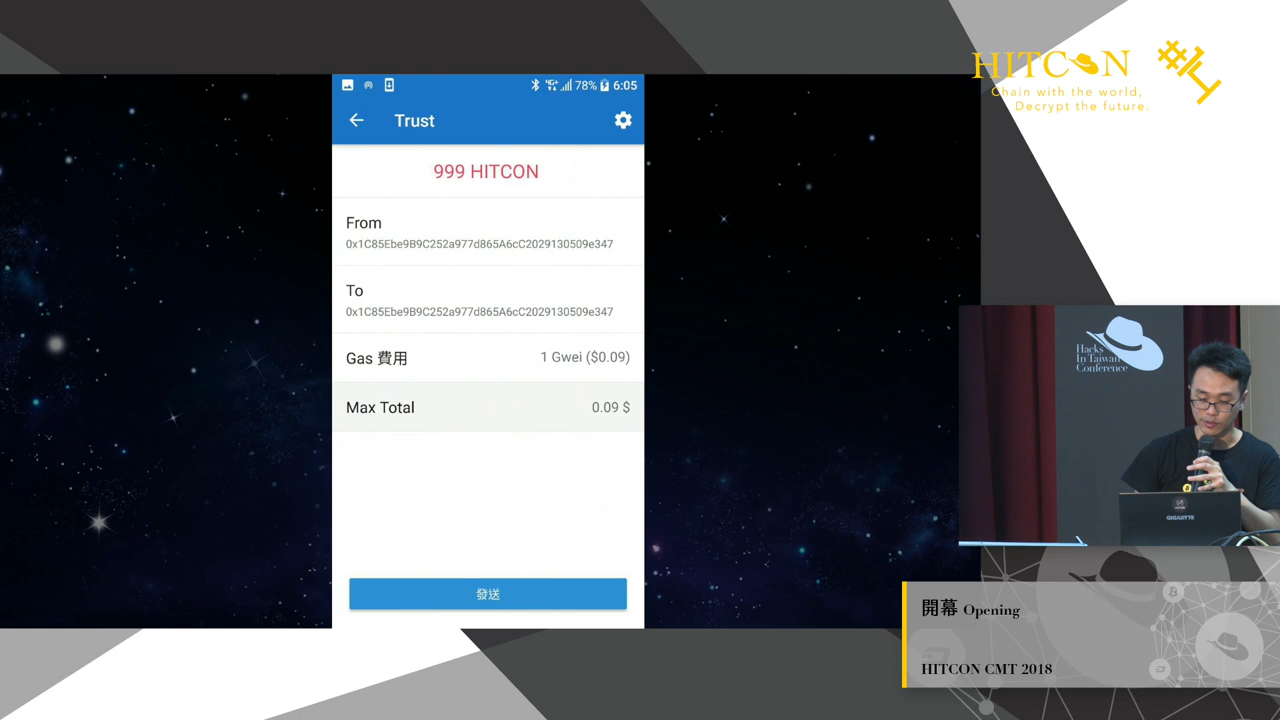 HITCON #14
Chain with the world,
Decrypt the future.
78% 6:05
Trust
999 HITCON
From
0x1C85Ebe9B9C252a977d865A6cC2029130509e347
To
0x1C85Ebe9B9C252a977d865A6cC2029130509e347
Gas 費用 1 Gwei ($0.09)
Max Total 0.09 $
發送
Hacks
In Taiwan
Conference
GIGABYTE
開幕 Opening
HITCON CMT 2018